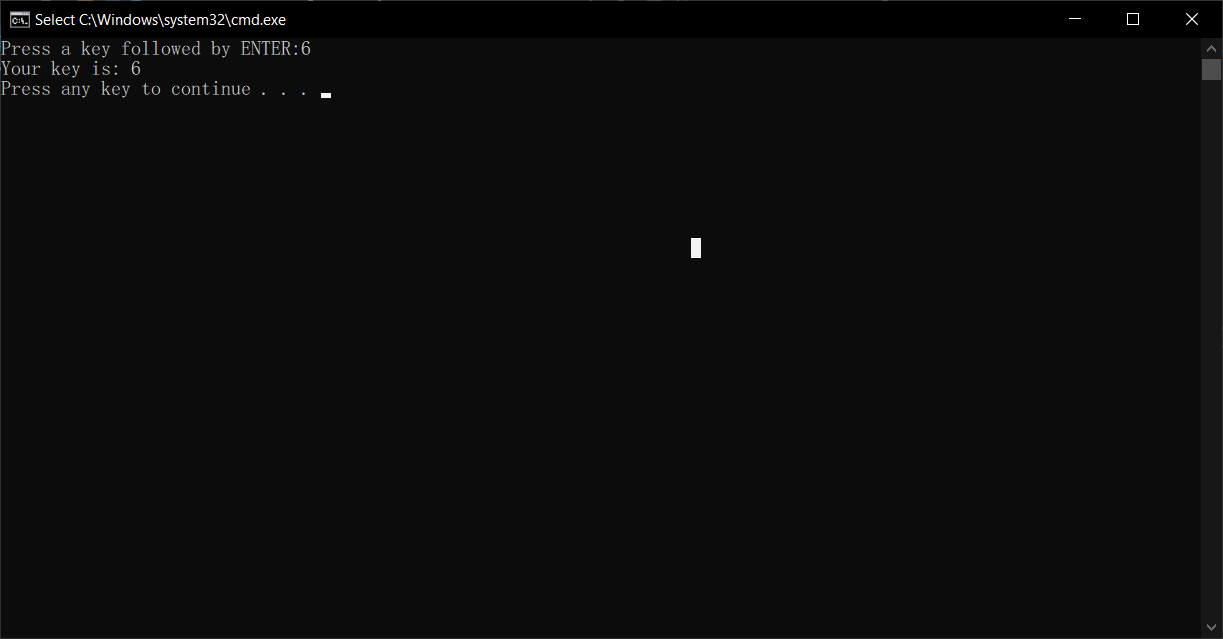 Select C:\Windows\system32\cmd.exe
Press a key followed by ENTER:6
Your key is: 6
Press any key to continue . . .